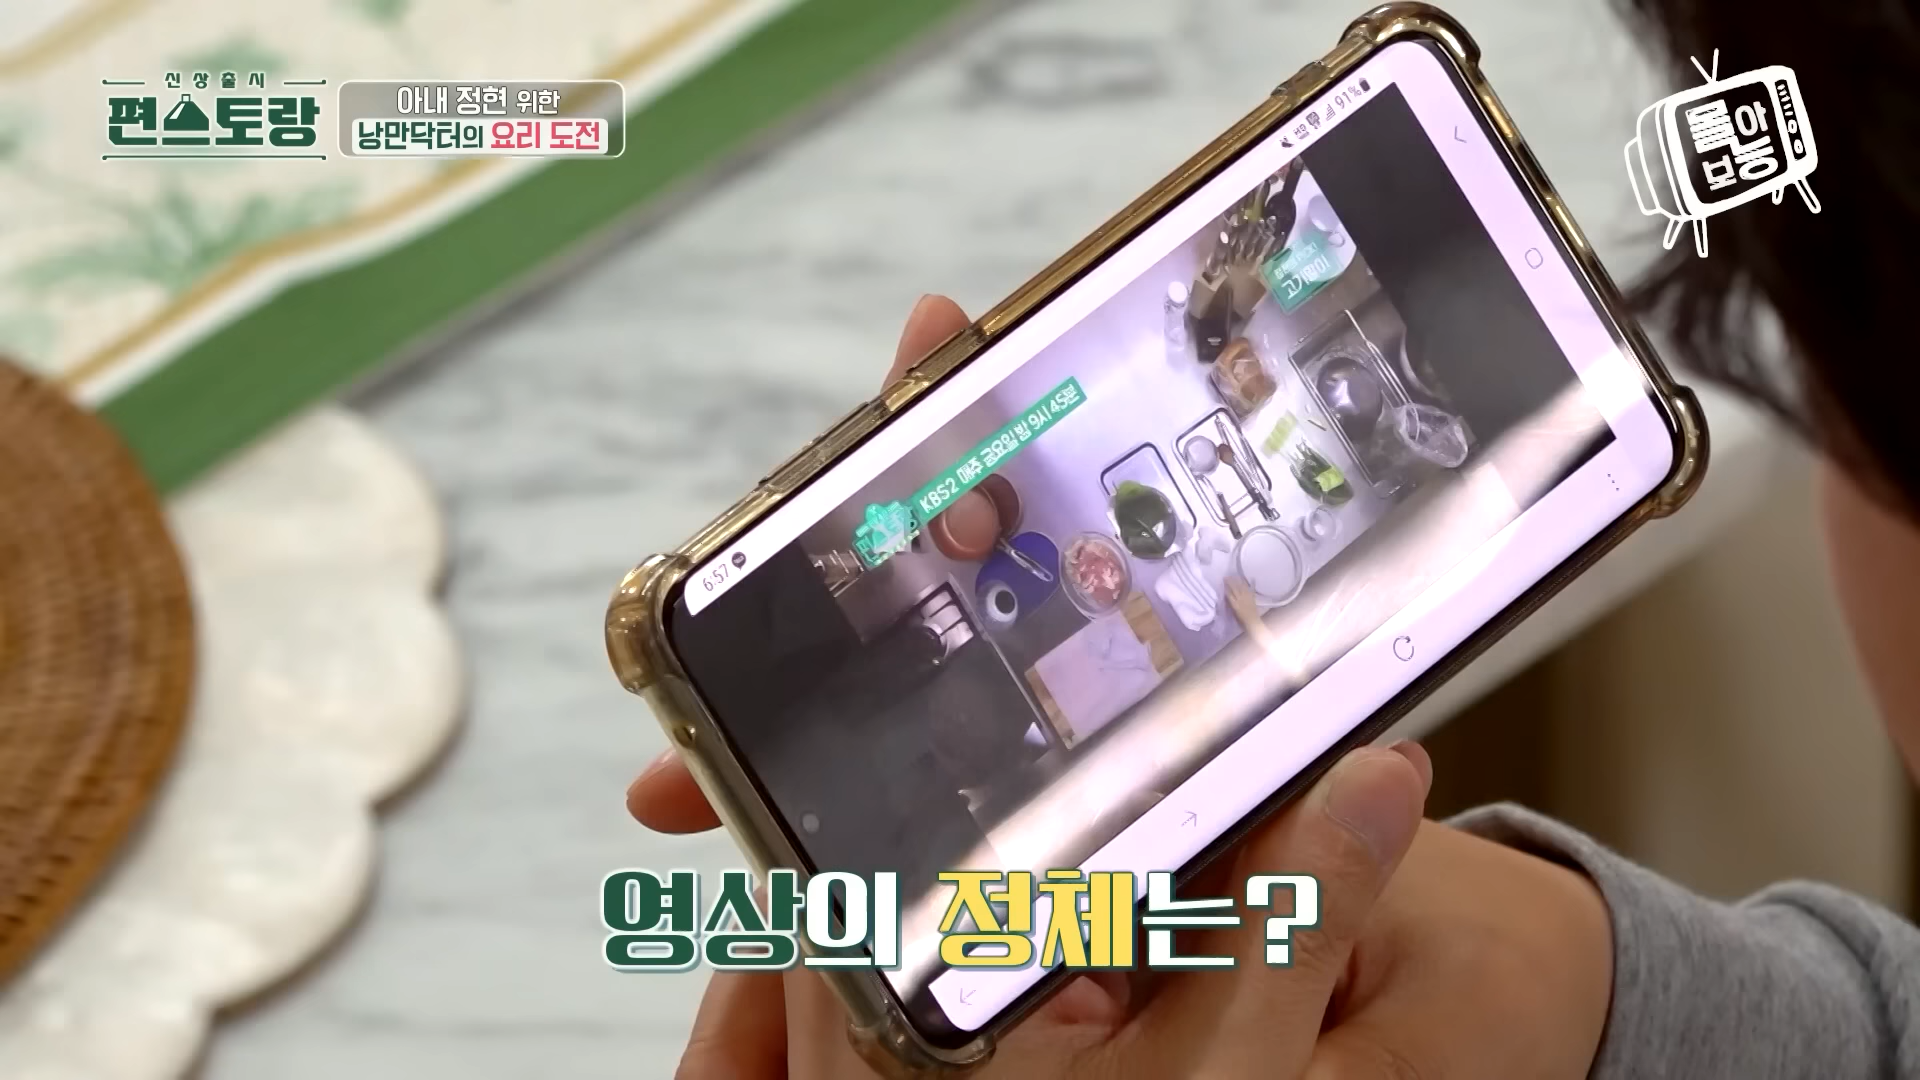 신상출시
편스토랑
아내 정현 위한
낭만닥터의 요리 도전
돌아
보는
91%
고기말이
KBS2 매주 금요일 밤 9시 45분
6:57
영상의 정체는?